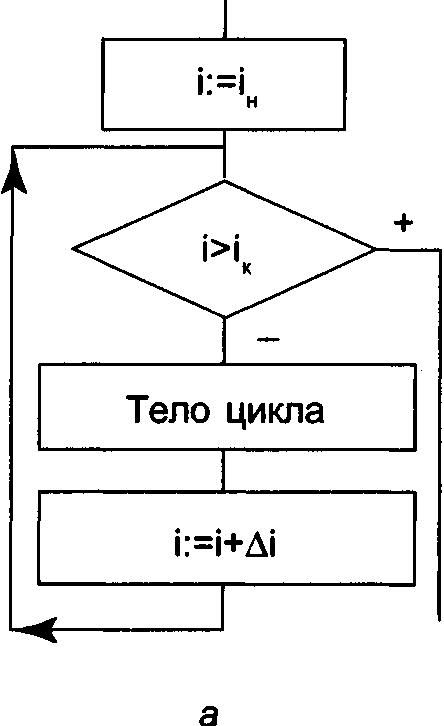 i:=iн
+
i>iк
–
Тело цикла
i:=i+Δi
а